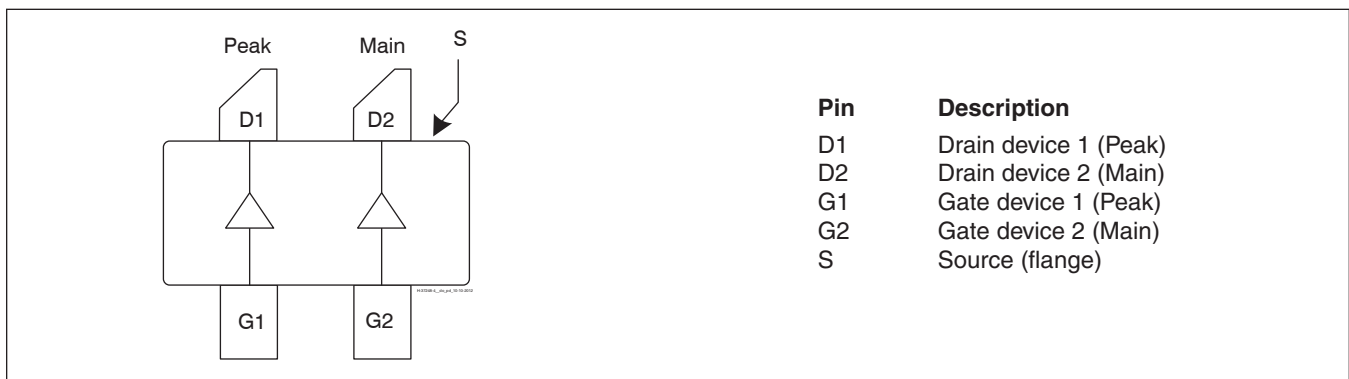 Peak Main S
D1 D2
G1 G2
Pin Description
D1 Drain device 1 (Peak)
D2 Drain device 2 (Main)
G1 Gate device 1 (Peak)
G2 Gate device 2 (Main)
S Source (flange)